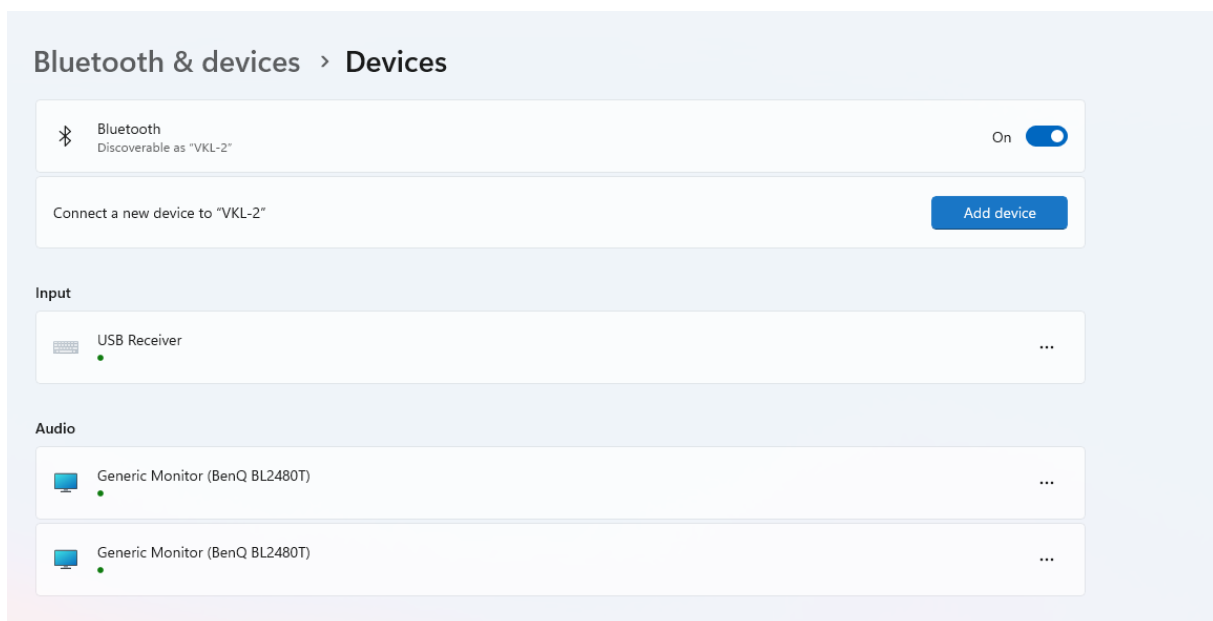 Bluetooth & devices > Devices
Bluetooth
Discoverable as "VKL-2"
On
Connect a new device to "VKL-2"
Add device
Input
USB Receiver
Audio
Generic Monitor (BenQ BL2480T)
Generic Monitor (BenQ BL2480T)